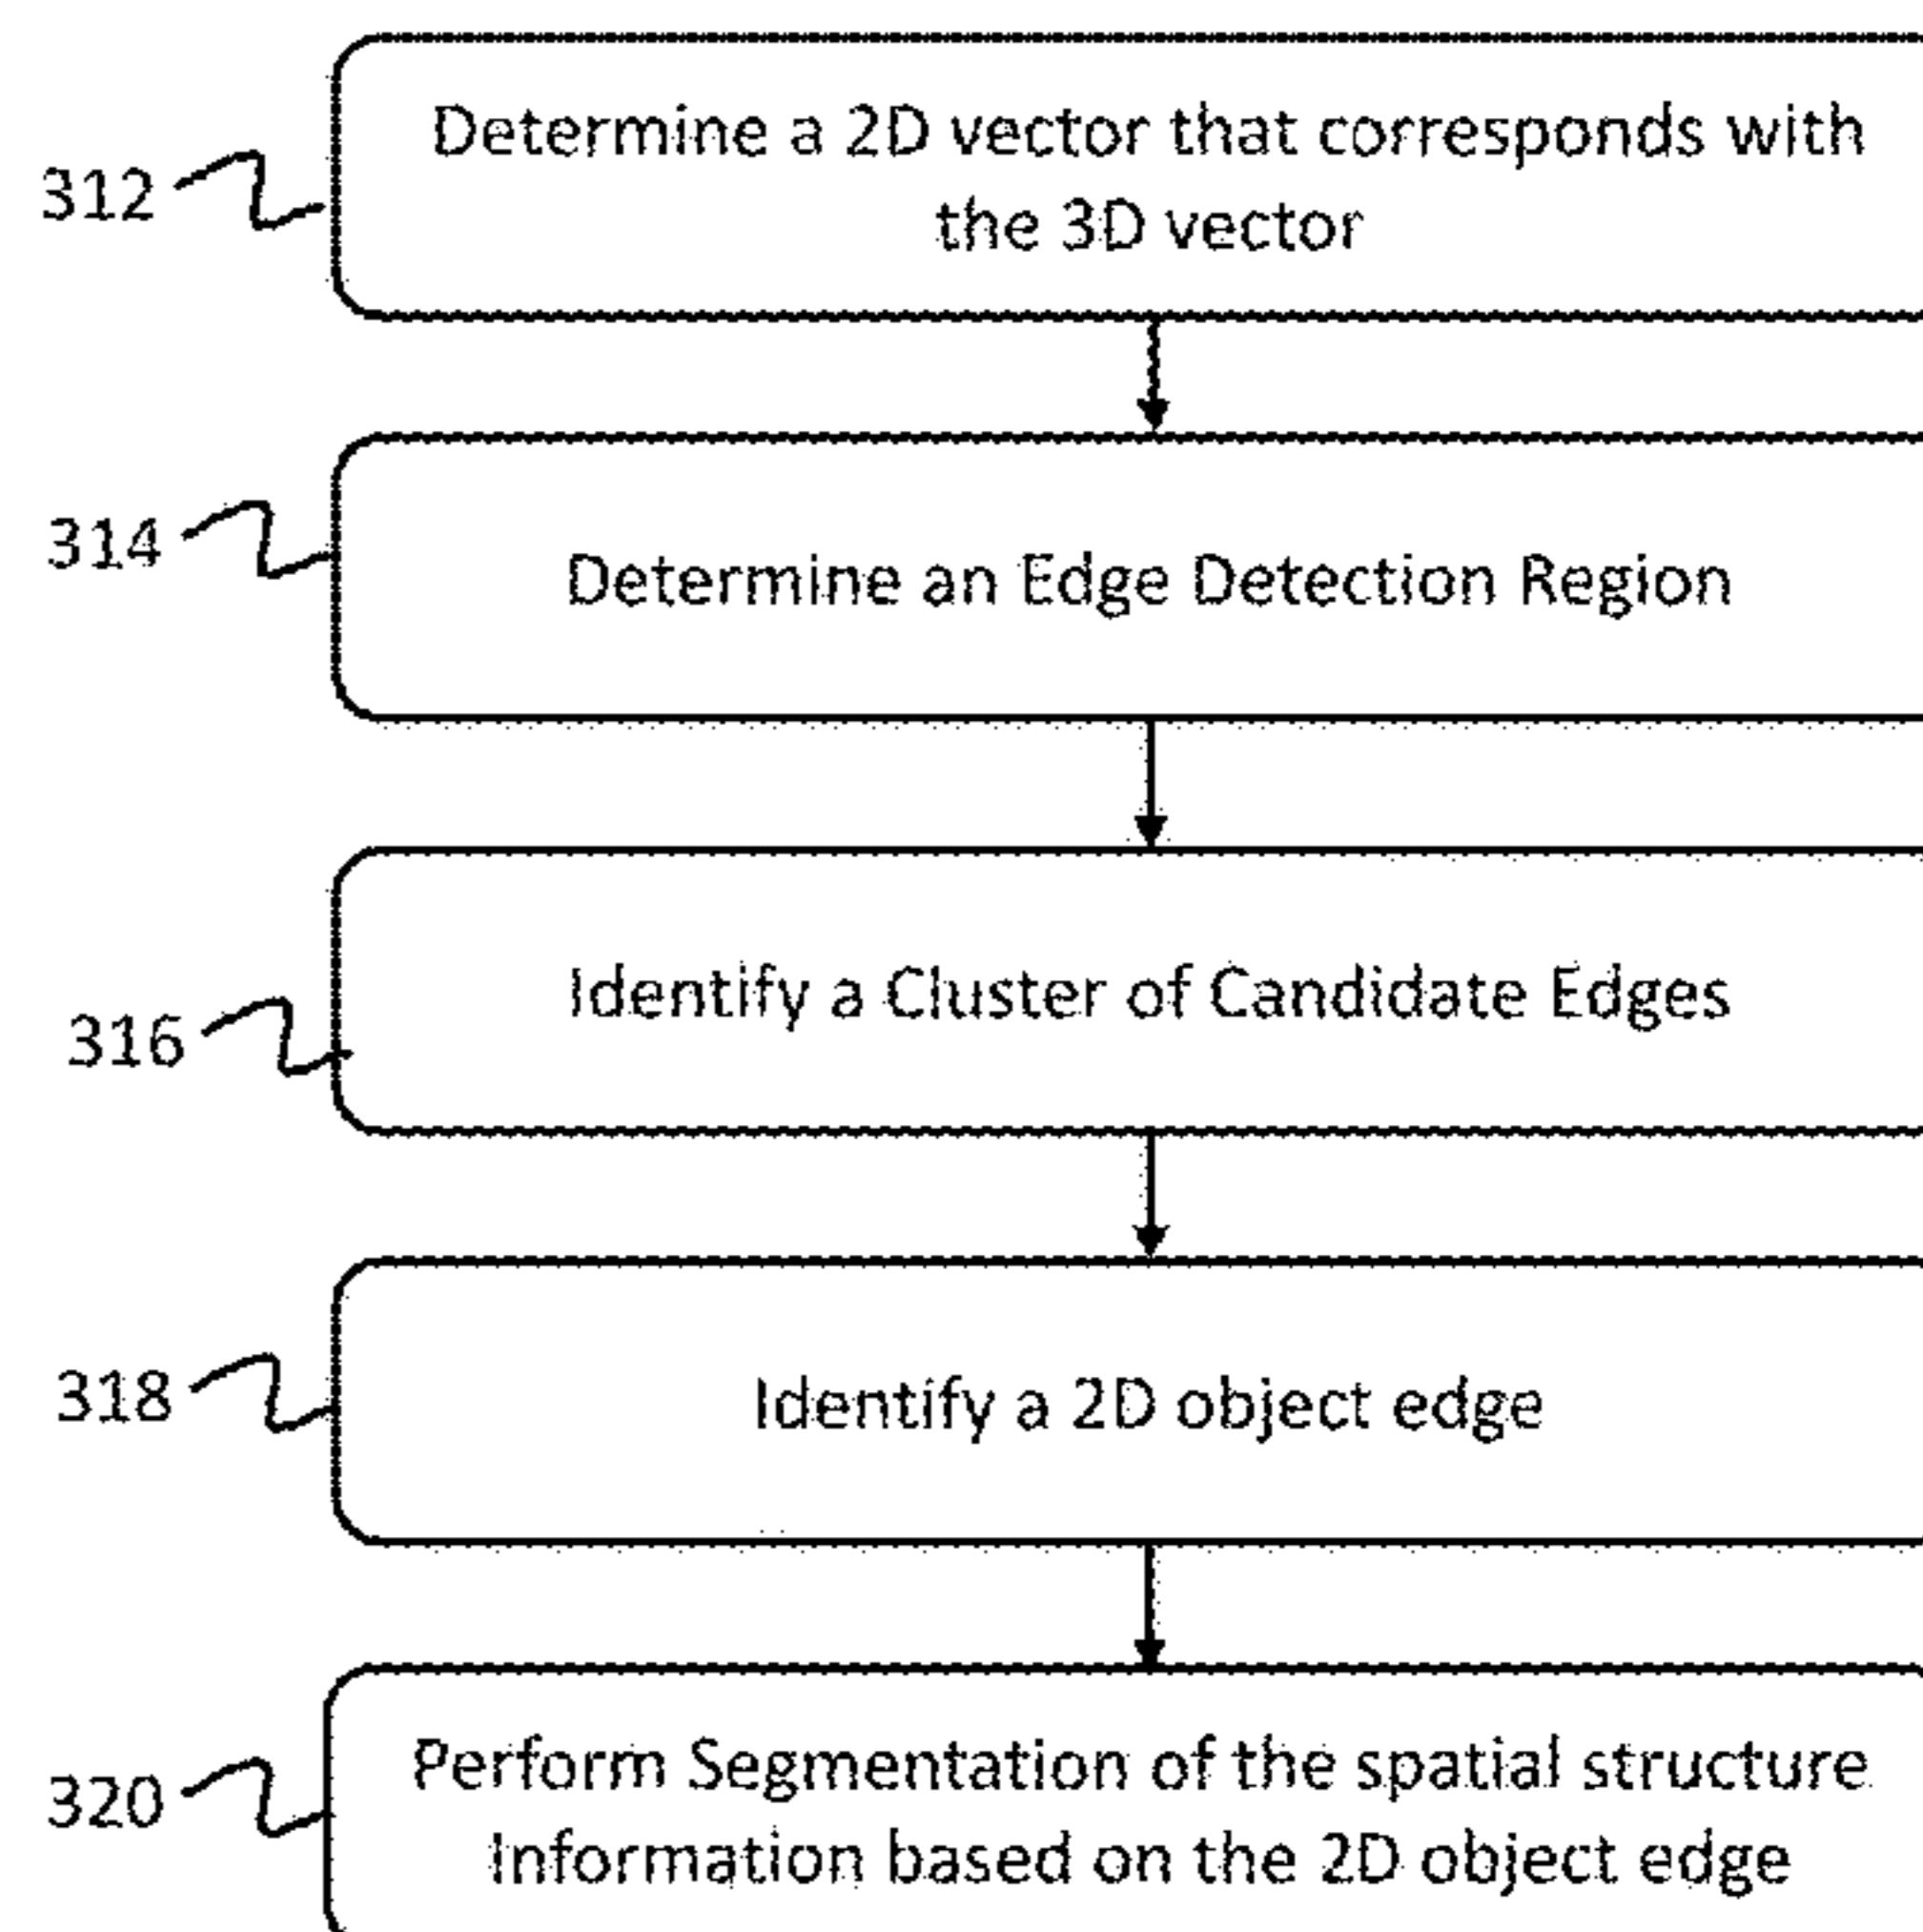 312
Determine a 2D vector that corresponds with
the 3D vector
314
Determine an Edge Detection Region
316
Identify a Cluster of Candidate Edges
318
Identify a 2D object edge
320
Perform Segmentation of the spatial structure
Information based on the 2D object edge